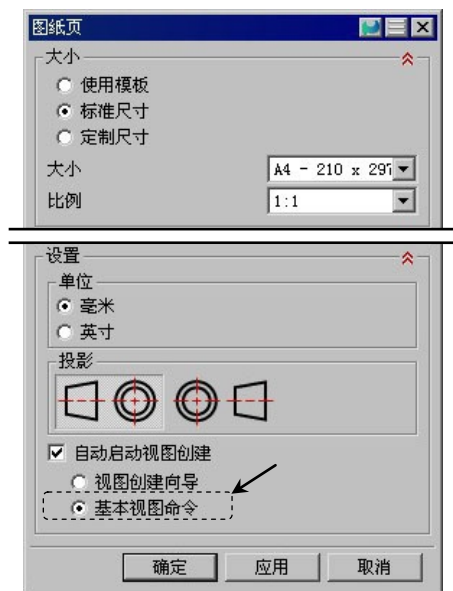 图纸页
大小
使用模板
标准尺寸
定制尺寸
大小 A4 - 210 x 297
比例 1:1
设置
单位
毫米
英寸
投影
自动启动视图创建
视图创建向导
基本视图命令
确定 应用 取消